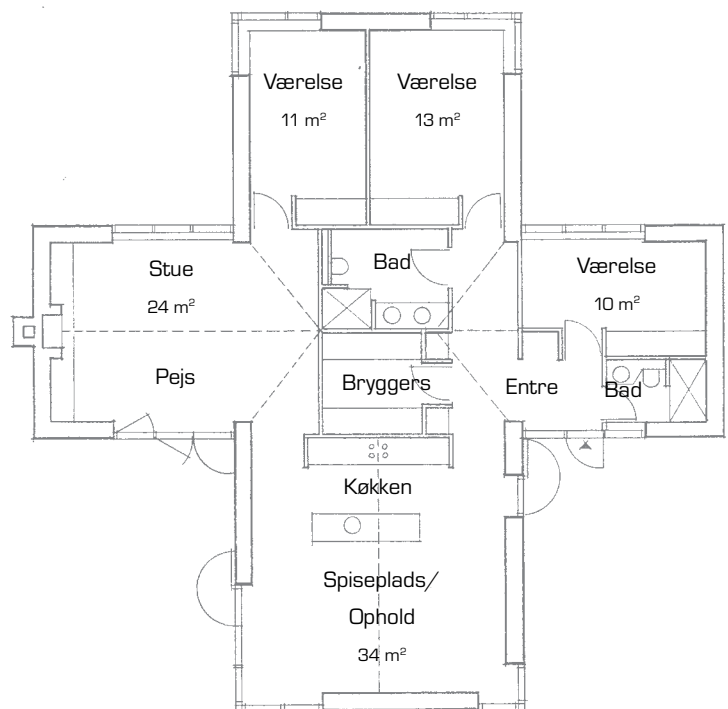 Værelse
11 m²
Værelse
13 m²
Stue
24 m²
Bad
Værelse
10 m²
Pejs
Bryggers
Entre
Bad
Køkken
Spiseplads/
Ophold
34 m²